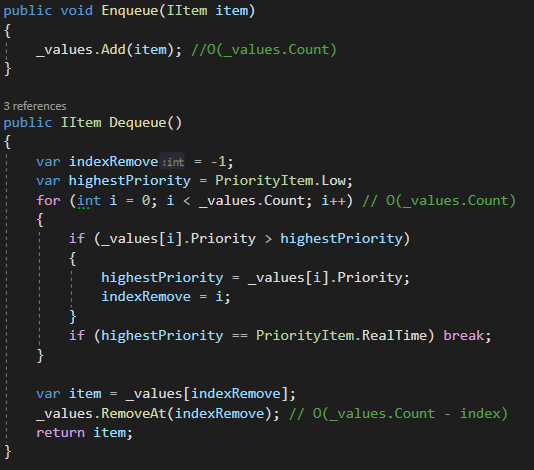 public void Enqueue(IItem item)
{
    _values.Add(item); //O(_values.Count)
}
3 references
public IItem Dequeue()
{
    var indexRemove :int = -1;
    var highestPriority = PriorityItem.Low;
    for (int i = 0; i < _values.Count; i++) // O(_values.Count)
    {
        if (_values[i].Priority > highestPriority)
        {
            highestPriority = _values[i].Priority;
            indexRemove = i;
        }
        if (highestPriority == PriorityItem.RealTime) break;
    }

    var item = _values[indexRemove];
    _values.RemoveAt(indexRemove); // O(_values.Count - index)
    return item;
}